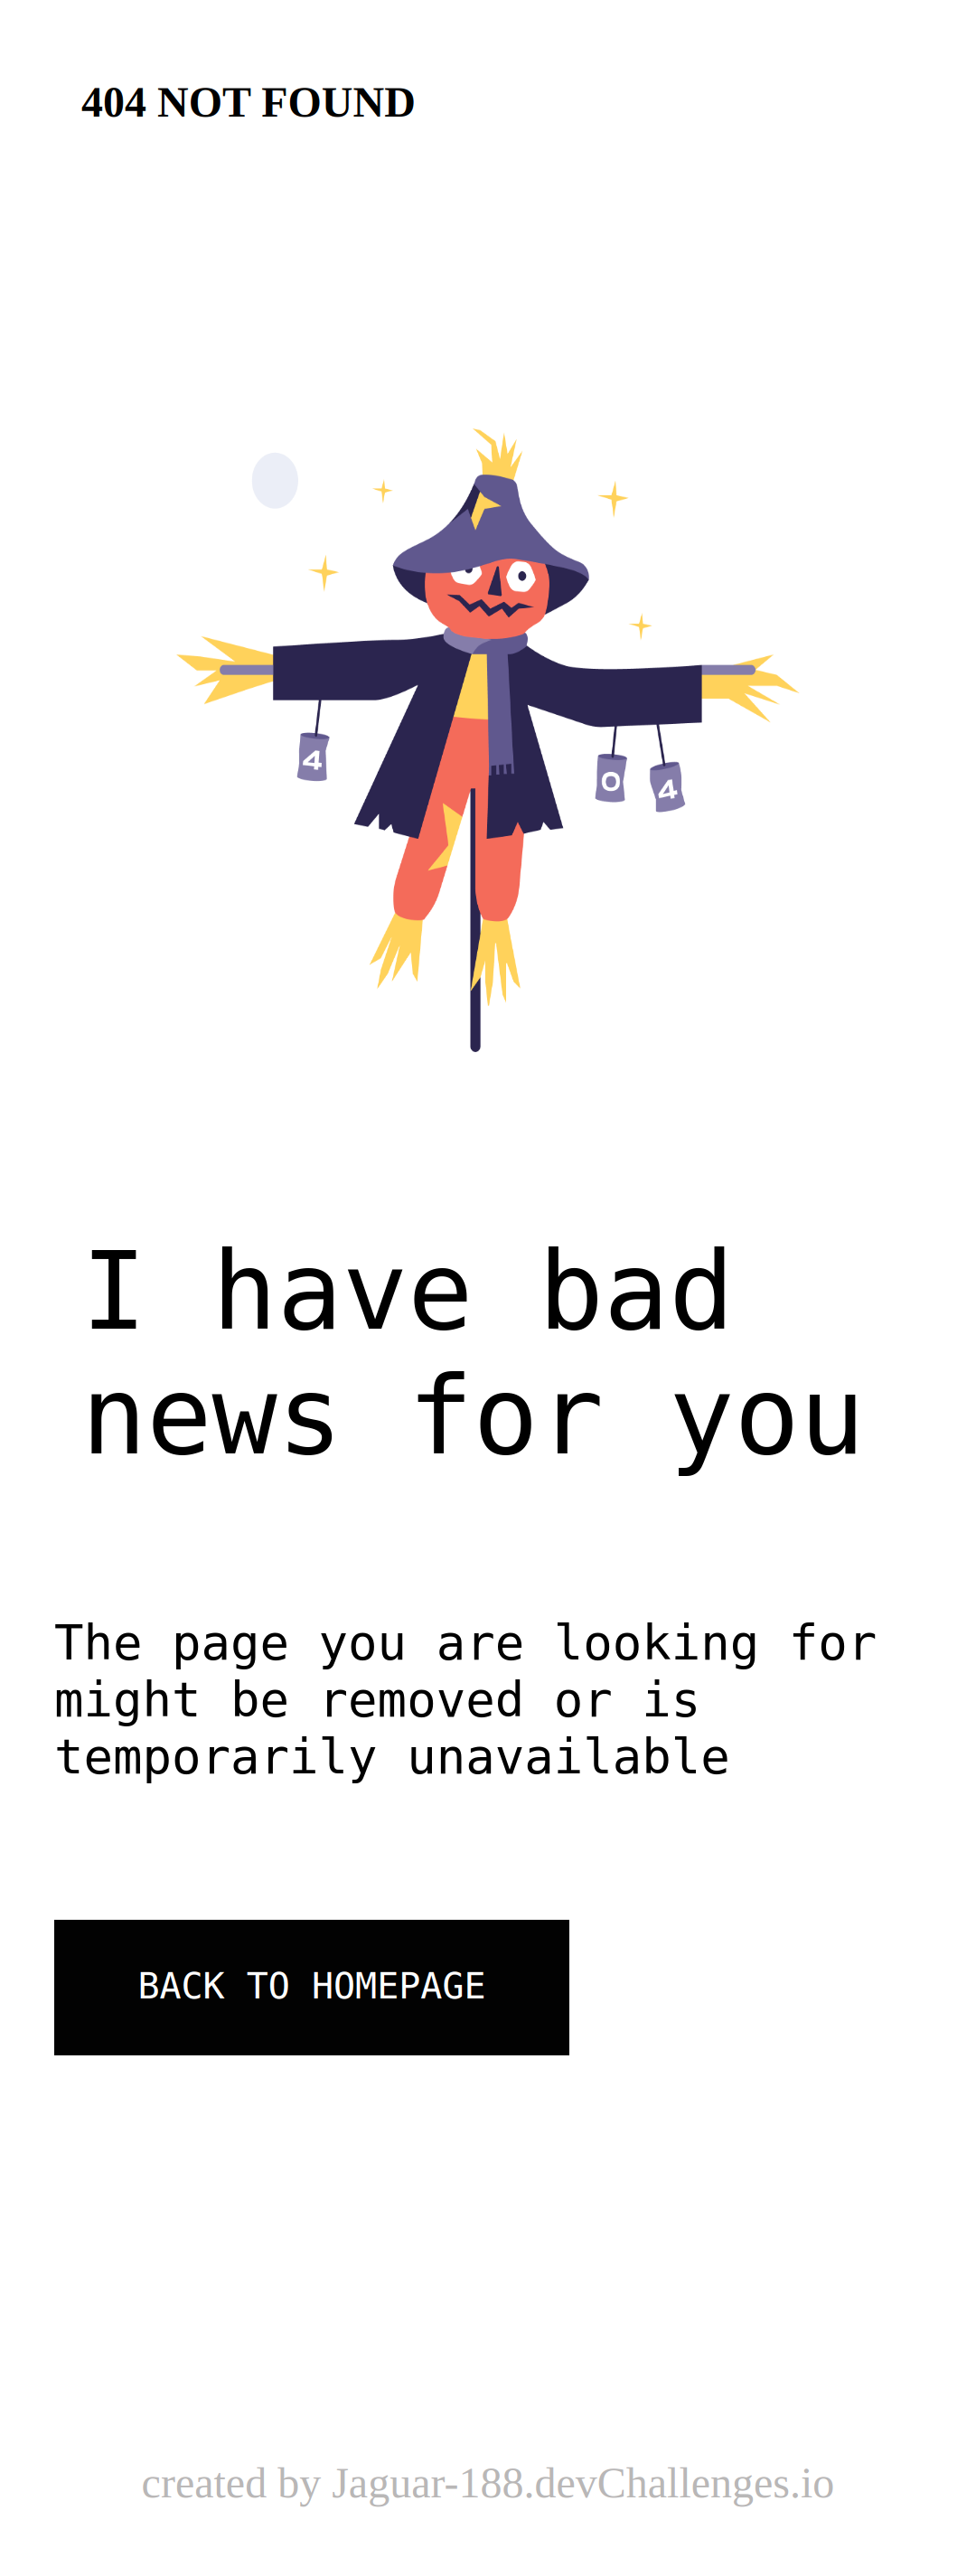 404 NOT FOUND
4
0
4
I have bad
news for you
The page you are looking for
might be removed or is
temporarily unavailable
BACK TO HOMEPAGE
created by Jaguar-188.devChallenges.io